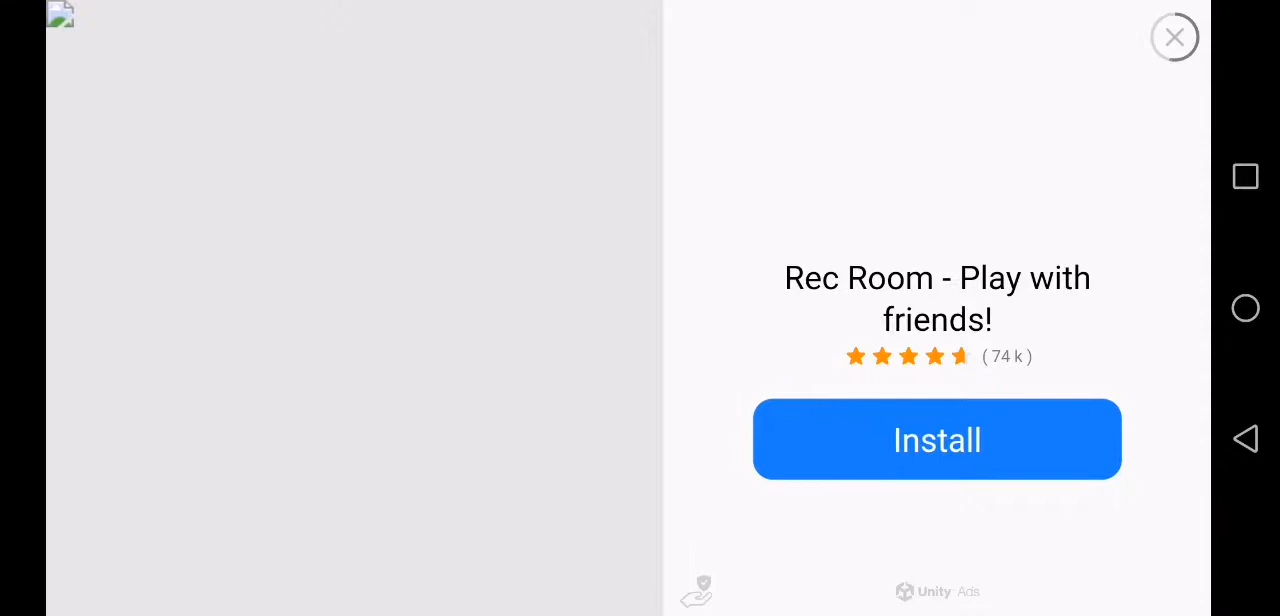 Rec Room - Play with
friends!
( 74 k )
Install
Unity Ads